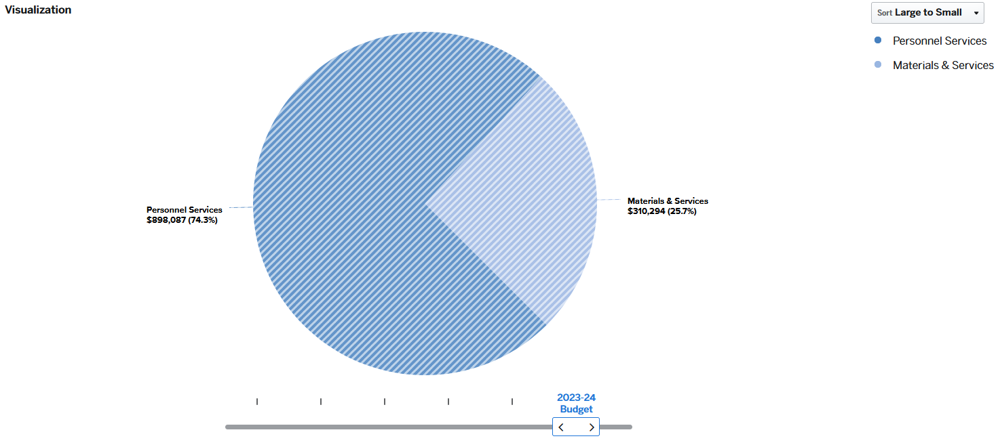 Visualization
Sort Large to Small
Personnel Services
Materials & Services
Personnel Services
$898,087 (74.3%)
Materials & Services
$310,294 (25.7%)
2023-24
Budget